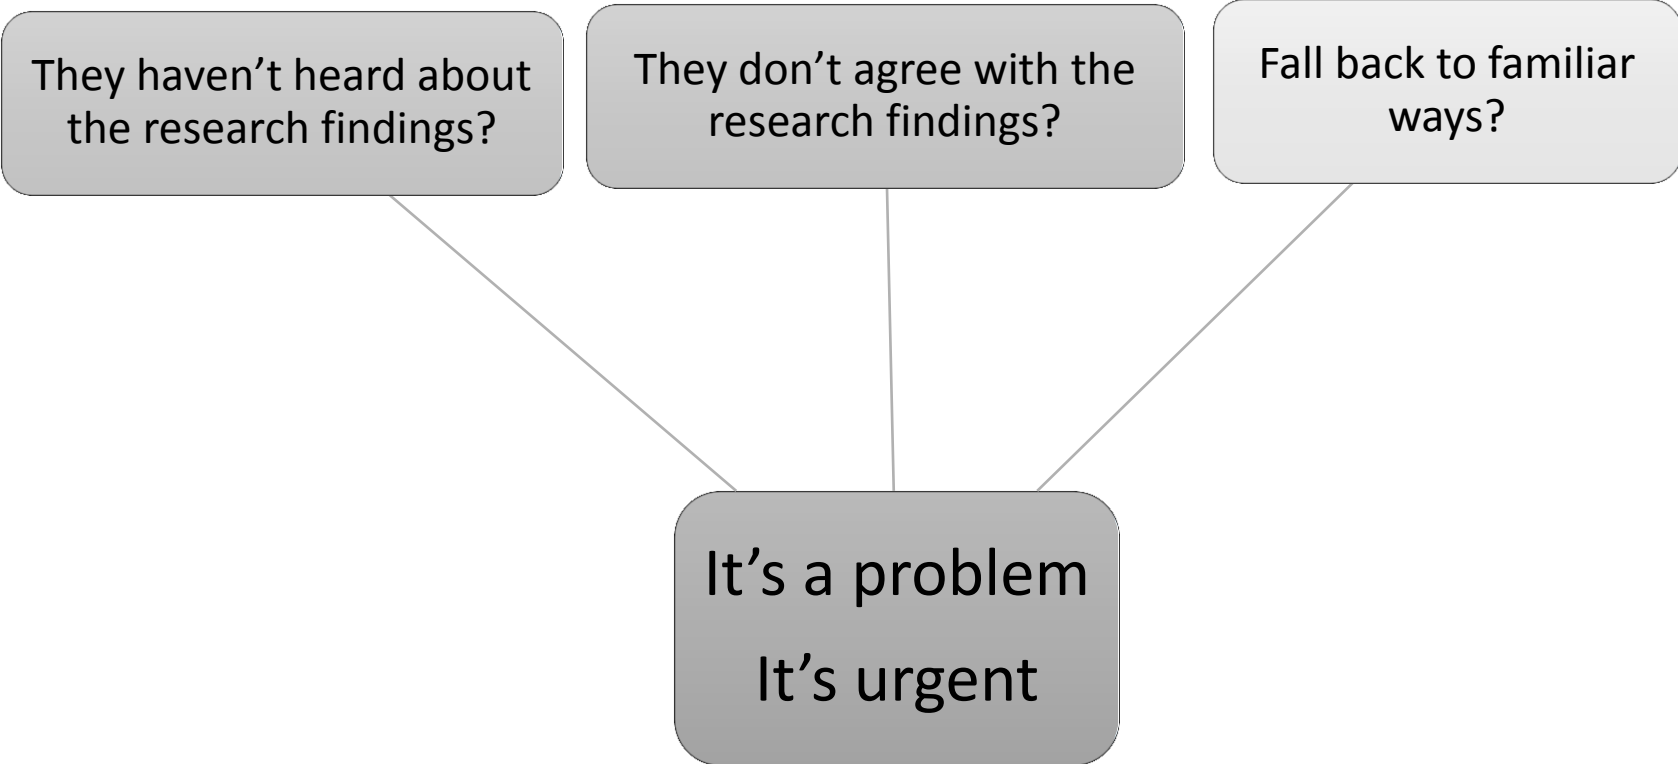 They haven’t heard about
the research findings?
They don’t agree with the
research findings?
Fall back to familiar
ways?
It’s a problem
It’s urgent